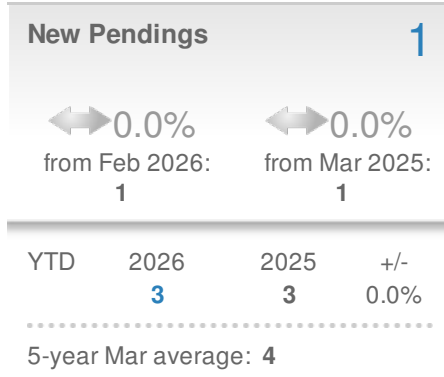 New Pendings 1
0.0% 0.0%
from Feb 2026: from Mar 2025:
1 1
YTD 2026 2025 +/-
3 3 0.0%
5-year Mar average: 4